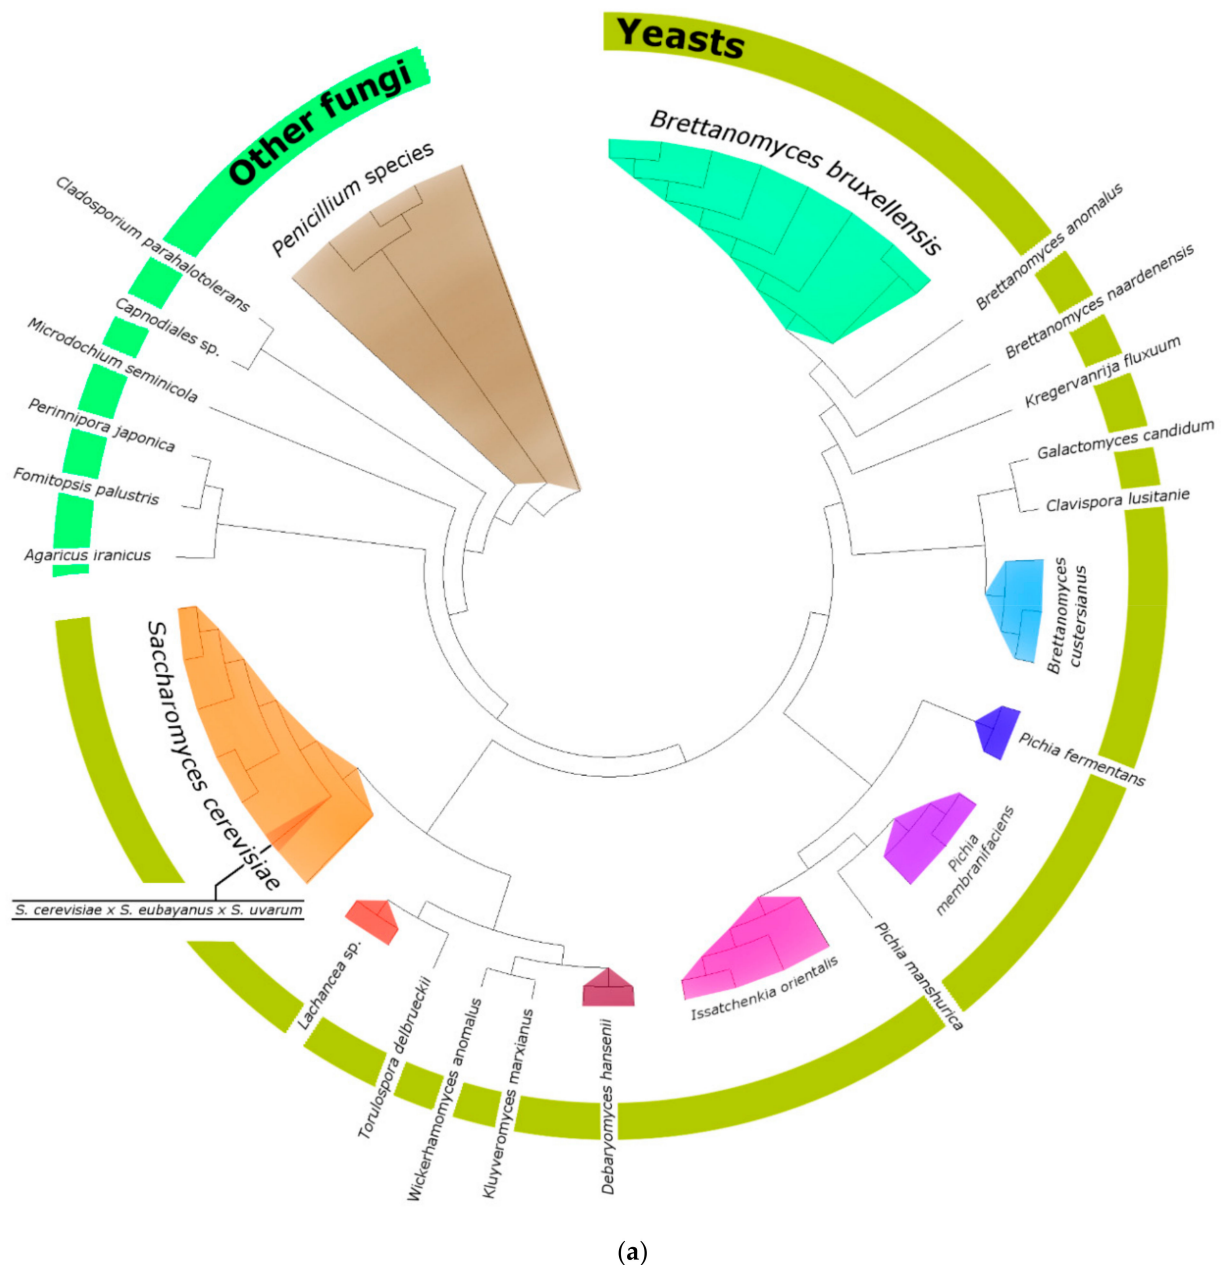 Yeasts
Brettanomyces bruxellensis
Brettanomyces anomalus
Brettanomyces naardenensis
Kregervanrija fluxuum
Galactomyces candidum
Clavispora lusitanie
Brettanomyces
custersianus
Pichia fermentans
Pichia
membranifaciens
Pichia manshurica
Issatchenkia orientalis
Debaryomyces hansenii
Kluyveromyces marxianus
Wickerhamomyces anomalus
Torulospora delbrueckii
Lachancea sp.
S. cerevisiae x S. eubayanus x S. uvarum
Saccharomyces cerevisiae
Agaricus iranicus
Fomitopsis palustris
Perinnipora japonica
Microdochium seminicola
Capnodiales sp.
Cladosporium parahalotolerans
Penicillium species
Other fungi
(a)